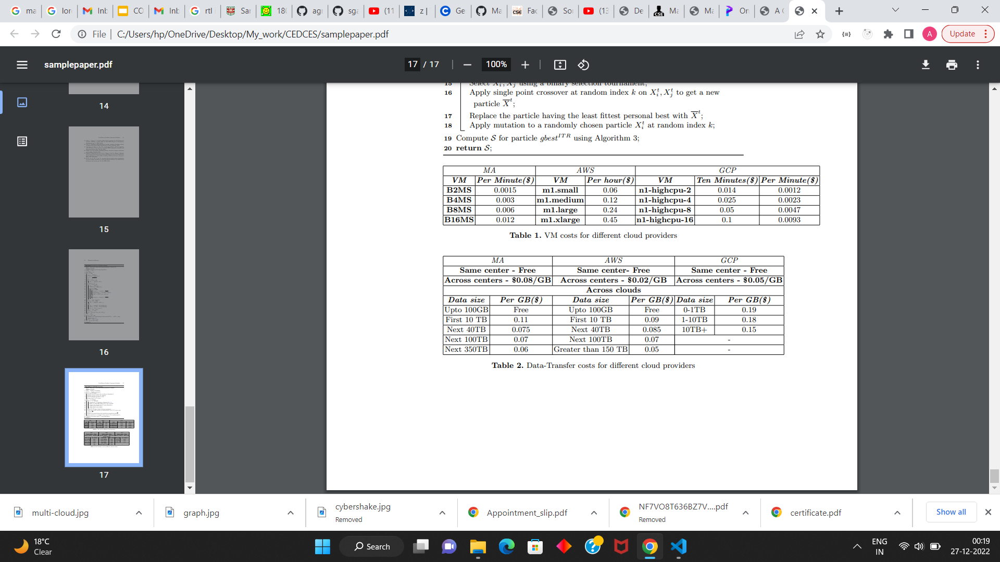 ma
lor
Inb
CO
Inb
rtl
Sar
180
agr
sga
(11
z |
Ge
Ma
Fac
Sor
(13
De
Ma
Ma
On
A C
File | C:/Users/hp/OneDrive/Desktop/My_work/CEDCES/samplepaper.pdf
A
Update
samplepaper.pdf
17 / 17
100%
14
15
16
17
15 Select X_i^t, X_j^t using a binary selection tournament;
16 Apply single point crossover at random index k on X_i^t, X_j^t to get a new
particle X̅^t;
17 Replace the particle having the least fittest personal best with X̅^t;
18 Apply mutation to a randomly chosen particle X_i^t at random index k;
19 Compute S for particle gbest^ITR using Algorithm 3;
20 return S;
MA AWS GCP
VM Per Minute($) VM Per hour($) VM Ten Minutes($) Per Minute($)
B2MS 0.0015 m1.small 0.06 n1-highcpu-2 0.014 0.0012
B4MS 0.003 m1.medium 0.12 n1-highcpu-4 0.025 0.0023
B8MS 0.006 m1.large 0.24 n1-highcpu-8 0.05 0.0047
B16MS 0.012 m1.xlarge 0.45 n1-highcpu-16 0.1 0.0093
Table 1. VM costs for different cloud providers
MA AWS GCP
Same center - Free Same center- Free Same center - Free
Across centers - $0.08/GB Across centers - $0.02/GB Across centers - $0.05/GB
Across clouds
Data size Per GB($) Data size Per GB($) Data size Per GB($)
Upto 100GB Free Upto 100GB Free 0-1TB 0.19
First 10 TB 0.11 First 10 TB 0.09 1-10TB 0.18
Next 40TB 0.075 Next 40TB 0.085 10TB+ 0.15
Next 100TB 0.07 Next 100TB 0.07 -
Next 350TB 0.06 Greater than 150 TB 0.05 -
Table 2. Data-Transfer costs for different cloud providers
multi-cloud.jpg
graph.jpg
cybershake.jpg
Removed
Appointment_slip.pdf
NF7VO8T636BZ7V....pdf
Removed
certificate.pdf
Show all
18°C
Clear
Search
ENG
IN
00:19
27-12-2022